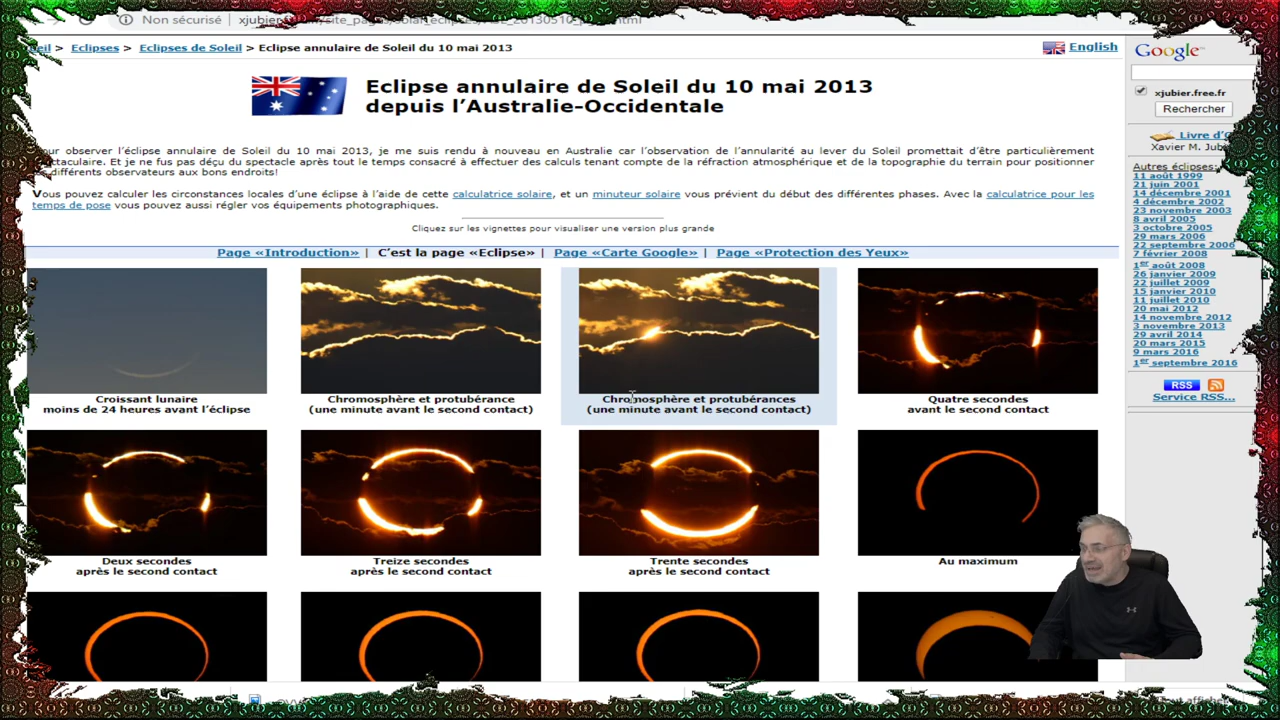 Non sécurisé
Eclipses > Eclipses de Soleil > Eclipse annulaire de Soleil du 10 mai 2013
English
Eclipse annulaire de Soleil du 10 mai 2013
depuis l’Australie-Occidentale
observer l’éclipse annulaire de Soleil du 10 mai 2013, je me suis rendu à nouveau en Australie car l’observation de l’annularité au lever du Soleil promettait d’être particulièrement
Et je ne fus pas déçu du spectacle après tout le temps consacré à effectuer des calculs tenant compte de la réfraction atmosphérique et de la topographie du terrain pour positionner
différents observateurs aux bons endroits!
Vous pouvez calculer les circonstances locales d’une éclipse à l’aide de cette calculatrice solaire, et un minuteur solaire vous prévient du début des différentes phases. Avec la calculatrice pour les
temps de pose vous pouvez aussi régler vos équipements photographiques.
Cliquez sur les vignettes pour visualiser une version plus grande
Page «Introduction» | C’est la page «Eclipse» | Page «Carte Google» | Page «Protection des Yeux»
Croissant lunaire
moins de 24 heures avant l’éclipse
Chromosphère et protubérance
(une minute avant le second contact)
Chromosphère et protubérances
(une minute avant le second contact)
Quatre secondes
avant le second contact
Deux secondes
après le second contact
Treize secondes
après le second contact
Trente secondes
après le second contact
Au maximum
Google
xjubier.free.fr
Rechercher
Livre
Xavier M.
Autres éclipses:
11 août 1999
21 juin 2001
14 décembre 2001
4 décembre 2002
23 novembre 2003
8 avril 2005
3 octobre 2005
29 mars 2006
22 septembre 2006
7 février 2008
1er août 2008
26 janvier 2009
22 juillet 2009
15 janvier 2010
11 juillet 2010
20 mai 2012
14 novembre 2012
3 novembre 2013
29 avril 2014
20 mars 2015
9 mars 2016
1er septembre 2016
RSS
Service RSS...